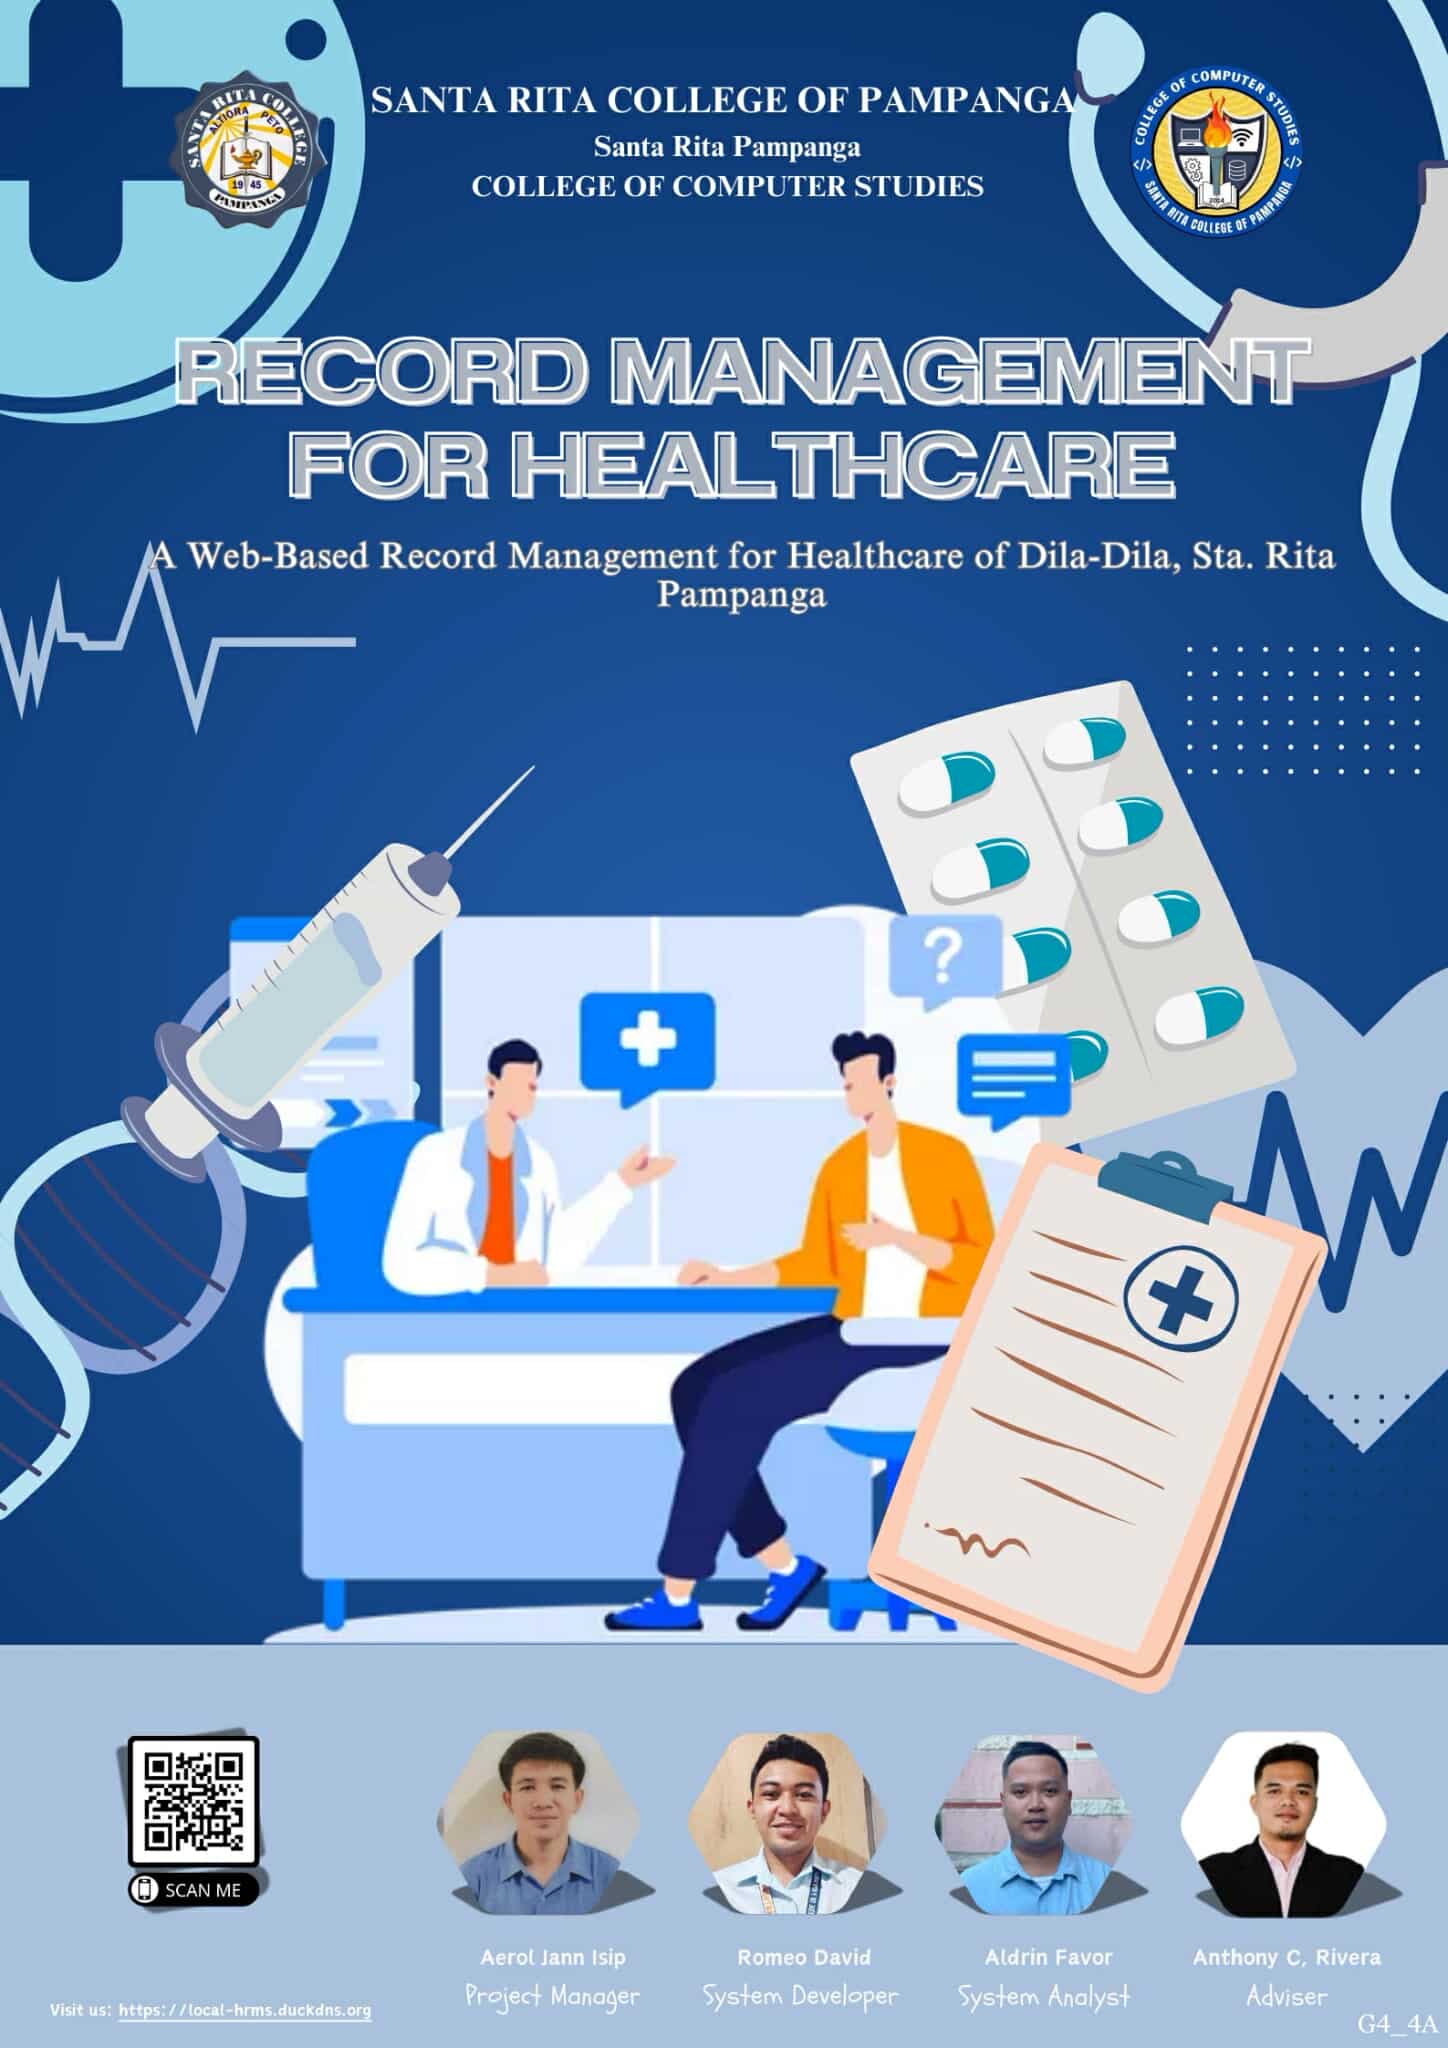 SANTA RITA COLLEGE
ALTIORA PETO
19 45
PAMPANGA
SANTA RITA COLLEGE OF PAMPANGA
Santa Rita Pampanga
COLLEGE OF COMPUTER STUDIES
COLLEGE OF COMPUTER STUDIES
</> </>
2024
SANTA RITA COLLEGE OF PAMPANGA
RECORD MANAGEMENT
FOR HEALTHCARE
A Web-Based Record Management for Healthcare of Dila-Dila, Sta. Rita
Pampanga
?
SCAN ME
Aerol Jann Isip
Project Manager
Romeo David
System Developer
Aldrin Favor
System Analyst
Anthony C, Rivera
Adviser
Visit us: https://local-hrms.duckdns.org
G4_4A